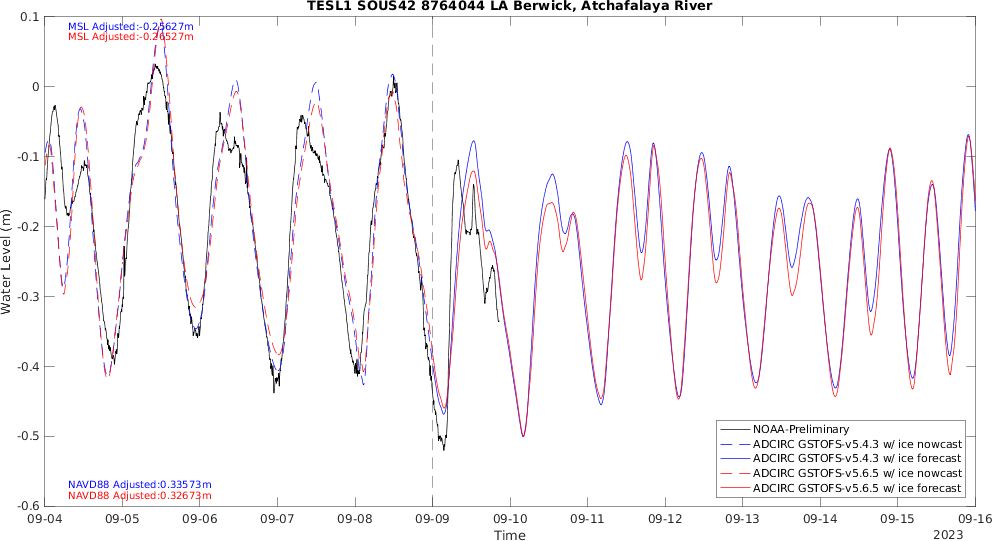 TESL1 SOUS42 8764044 LA Berwick, Atchafalaya River
MSL Adjusted:-0.25627m
MSL Adjusted:-0.26527m
0.1
0
-0.1
-0.2
-0.3
-0.4
-0.5
-0.6
Water Level (m)
NAVD88 Adjusted:0.33573m
NAVD88 Adjusted:0.32673m
NOAA-Preliminary
ADCIRC GSTOFS-v5.4.3 w/ ice nowcast
ADCIRC GSTOFS-v5.4.3 w/ ice forecast
ADCIRC GSTOFS-v5.6.5 w/ ice nowcast
ADCIRC GSTOFS-v5.6.5 w/ ice forecast
09-04 09-05 09-06 09-07 09-08 09-09 09-10 09-11 09-12 09-13 09-14 09-15 09-16
Time
2023